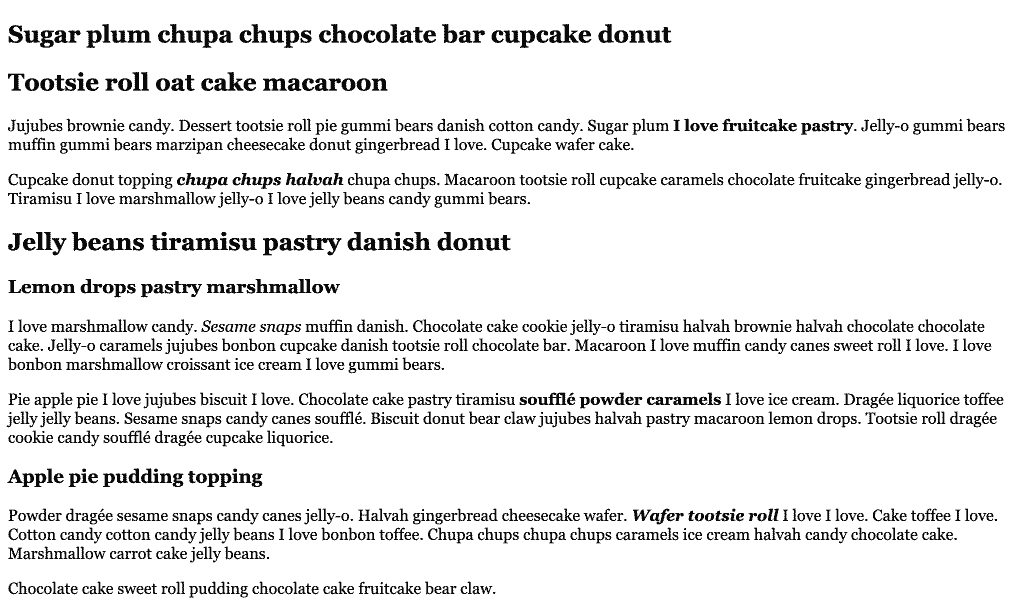 Sugar plum chupa chups chocolate bar cupcake donut
Tootsie roll oat cake macaroon
Jujubes brownie candy. Dessert tootsie roll pie gummi bears danish cotton candy. Sugar plum I love fruitcake pastry. Jelly-o gummi bears
muffin gummi bears marzipan cheesecake donut gingerbread I love. Cupcake wafer cake.
Cupcake donut topping chupa chups halvah chupa chups. Macaroon tootsie roll cupcake caramels chocolate fruitcake gingerbread jelly-o.
Tiramisu I love marshmallow jelly-o I love jelly beans candy gummi bears.
Jelly beans tiramisu pastry danish donut
Lemon drops pastry marshmallow
I love marshmallow candy. Sesame snaps muffin danish. Chocolate cake cookie jelly-o tiramisu halvah brownie halvah chocolate chocolate
cake. Jelly-o caramels jujubes bonbon cupcake danish tootsie roll chocolate bar. Macaroon I love muffin candy canes sweet roll I love. I love
bonbon marshmallow croissant ice cream I love gummi bears.
Pie apple pie I love jujubes biscuit I love. Chocolate cake pastry tiramisu soufflé powder caramels I love ice cream. Dragée liquorice toffee
jelly jelly beans. Sesame snaps candy canes soufflé. Biscuit donut bear claw jujubes halvah pastry macaroon lemon drops. Tootsie roll dragée
cookie candy soufflé dragée cupcake liquorice.
Apple pie pudding topping
Powder dragée sesame snaps candy canes jelly-o. Halvah gingerbread cheesecake wafer. Wafer tootsie roll I love I love. Cake toffee I love.
Cotton candy cotton candy jelly beans I love bonbon toffee. Chupa chups chupa chups caramels ice cream halvah candy chocolate cake.
Marshmallow carrot cake jelly beans.
Chocolate cake sweet roll pudding chocolate cake fruitcake bear claw.